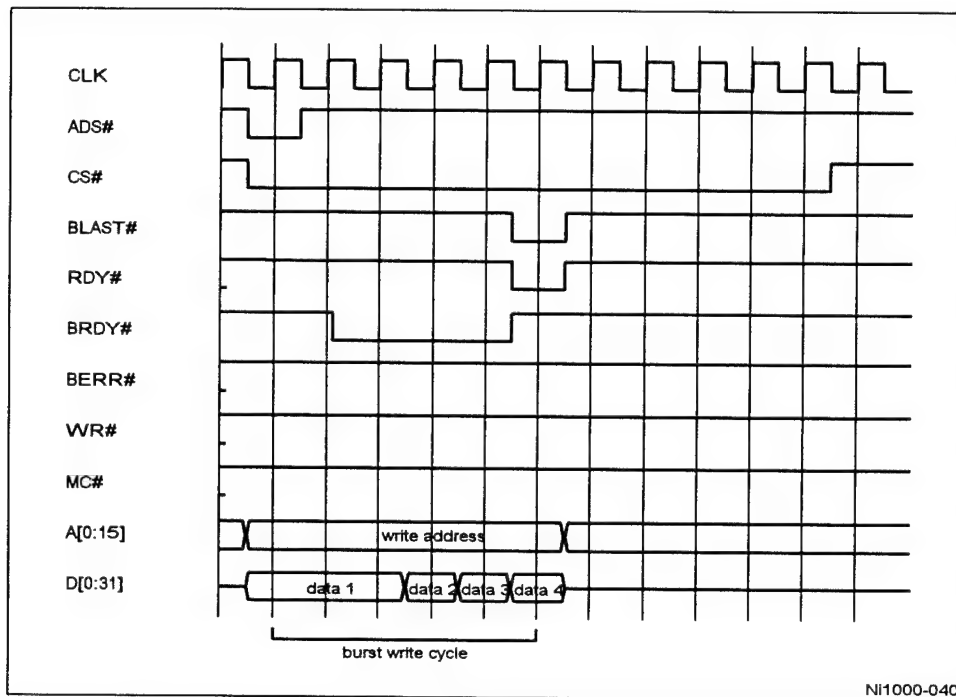 CLK
ADS#
CS#
BLAST#
RDY#
BRDY#
BERR#
WR#
MC#
A[0:15]
write address
D[0:31]
data 1 data 2 data 3 data 4
burst write cycle
Ni1000-040